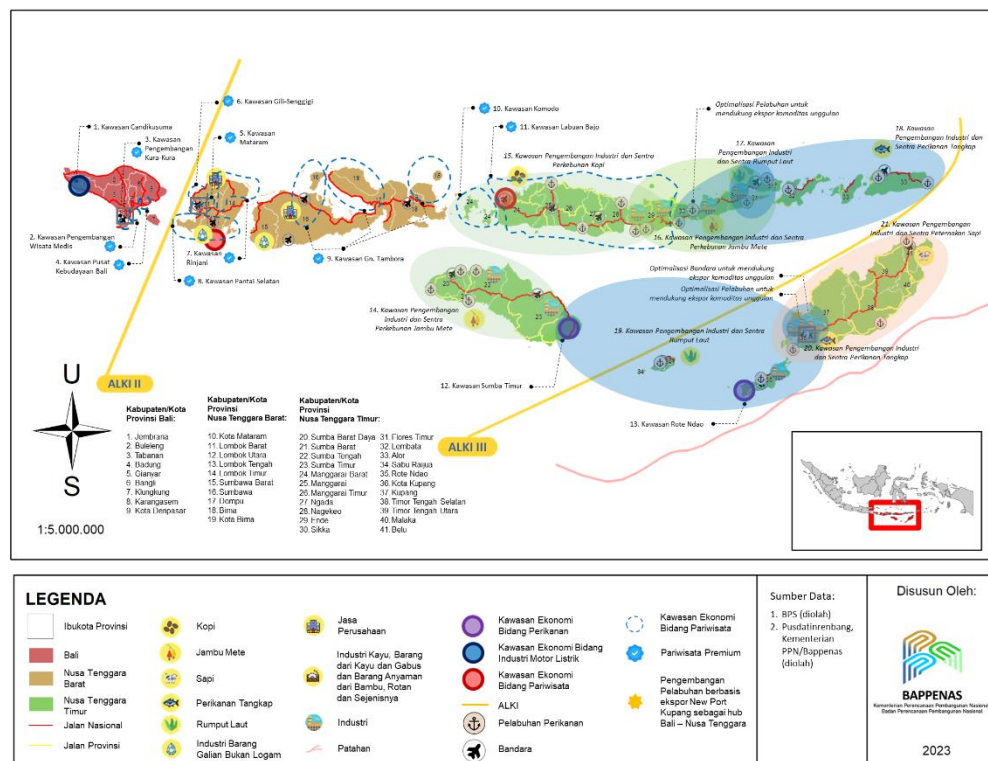 6. Kawasan Gili-Senggigi
1. Kawasan Candikusuma
3. Kawasan
Pengembangan
Kura-Kura
5. Kawasan
Mataram
10. Kawasan Komodo
11. Kawasan Labuan Bajo
Optimalisasi Pelabuhan untuk
mendukung ekspor komoditas unggulan
15. Kawasan Pengembangan Industri dan Sentra
Perkebunan Kopi
17. Kawasan
Pengembangan Industri
dan Sentra Rumput Laut
18. Kawasan
Pengembangan Industri dan
Sentra Perikanan Tangkap
2. Kawasan Pengembangan
Wisata Medis
4. Kawasan Pusat
Kebudayaan Bali
7. Kawasan
Rinjani
8. Kawasan Pantai Selatan
9. Kawasan Gn. Tambora
16. Kawasan Pengembangan Industri dan Sentra
Perkebunan Jambu Mete
21. Kawasan Pengembangan
Industri dan Sentra Peternakan Sapi
Optimalisasi Bandara untuk mendukung
ekspor komoditas unggulan
Optimalisasi Pelabuhan untuk
mendukung ekspor komoditas unggulan
14. Kawasan Pengembangan
Industri dan Sentra
Perkebunan Jambu Mete
19. Kawasan Pengembangan Industri dan Sentra
Rumput Laut
20. Kawasan Pengembangan Industri
dan Sentra Perikanan Tangkap
12. Kawasan Sumba Timur
13. Kawasan Rote Ndao
ALKI II
ALKI III
U
S
1:5.000.000
Kabupaten/Kota
Provinsi Bali:
1. Jembrana
2. Buleleng
3. Tabanan
4. Badung
5. Gianyar
6. Bangli
7. Klungkung
8. Karangasem
9. Kota Denpasar
Kabupaten/Kota
Provinsi
Nusa Tenggara Barat:
10. Kota Mataram
11. Lombok Barat
12. Lombok Utara
13. Lombok Tengah
14. Lombok Timur
15. Sumbawa Barat
16. Sumbawa
17. Dompu
18. Bima
19. Kota Bima
Kabupaten/Kota
Provinsi
Nusa Tenggara Timur:
20. Sumba Barat Daya
21. Sumba Barat
22. Sumba Tengah
23. Sumba Timur
24. Manggarai Barat
25. Manggarai
26. Manggarai Timur
27. Ngada
28. Nagekeo
29. Ende
30. Sikka
31. Flores Timur
32. Lembata
33. Alor
34. Sabu Raijua
35. Rote Ndao
36. Kota Kupang
37. Kupang
38. Timor Tengah Selatan
39. Timor Tengah Utara
40. Malaka
41. Belu
LEGENDA
Ibukota Provinsi
Bali
Nusa Tenggara
Barat
Nusa Tenggara
Timur
Jalan Nasional
Jalan Provinsi
Kopi
Jambu Mete
Sapi
Perikanan Tangkap
Rumput Laut
Industri Barang
Galian Bukan Logam
Jasa
Perusahaan
Industri Kayu, Barang
dari Kayu dan Gabus
dan Barang Anyaman
dari Bambu, Rotan
dan Sejenisnya
Industri
Patahan
Kawasan Ekonomi
Bidang Perikanan
Kawasan Ekonomi Bidang
Industri Motor Listrik
Kawasan Ekonomi
Bidang Pariwisata
ALKI
Pelabuhan Perikanan
Bandara
Kawasan Ekonomi
Bidang Pariwisata
Pariwisata Premium
Pengembangan
Pelabuhan berbasis
ekspor New Port
Kupang sebagai hub
Bali – Nusa Tenggara
Sumber Data:
1. BPS (diolah)
2. Pusdatinrenbang,
Kementerian
PPN/Bappenas
(diolah)
Disusun Oleh:
BAPPENAS
Kementerian Perencanaan Pembangunan Nasional/
Badan Perencanaan Pembangunan Nasional
2023